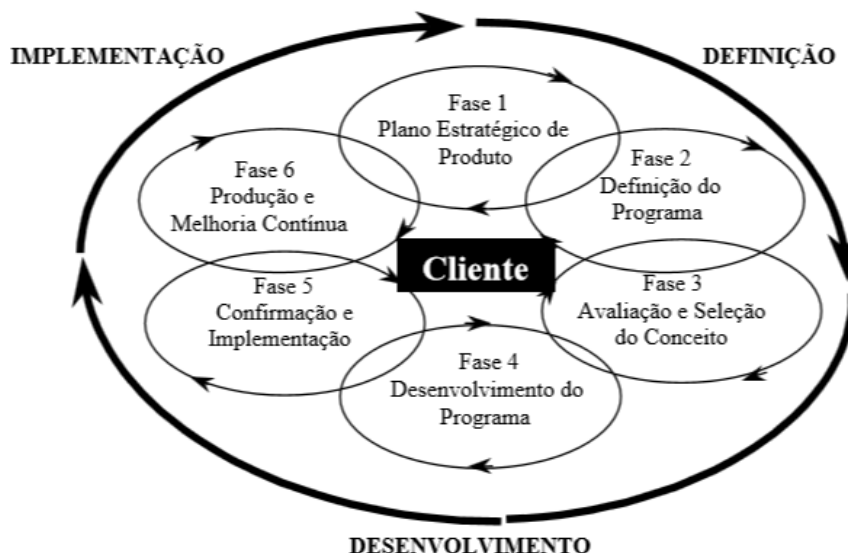 IMPLEMENTAÇÃO
DEFINIÇÃO
Fase 1
Plano Estratégico de
Produto
Fase 2
Definição do
Programa
Fase 3
Avaliação e Seleção
do Conceito
Fase 4
Desenvolvimento do
Programa
Fase 5
Confirmação e
Implementação
Fase 6
Produção e
Melhoria Contínua
Cliente
DESENVOLVIMENTO